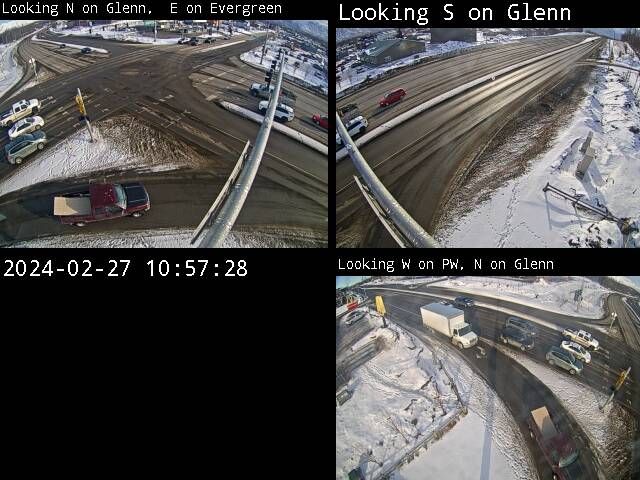 Looking N on Glenn, E on Evergreen
Looking S on Glenn
2024-02-27 10:57:28
Looking W on PW, N on Glenn